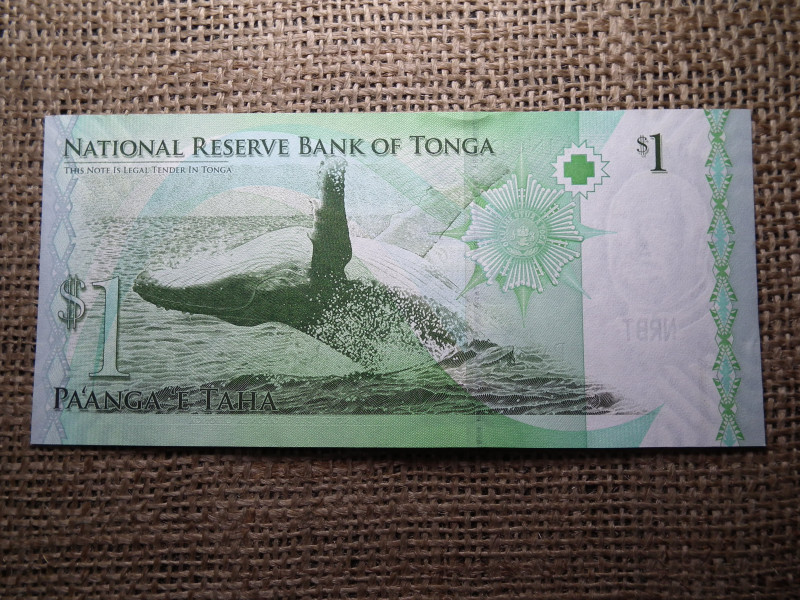 NATIONAL RESERVE BANK OF TONGA
THIS NOTE IS LEGAL TENDER IN TONGA
$1
$1
PA'ANGA E TAHA
NRBT